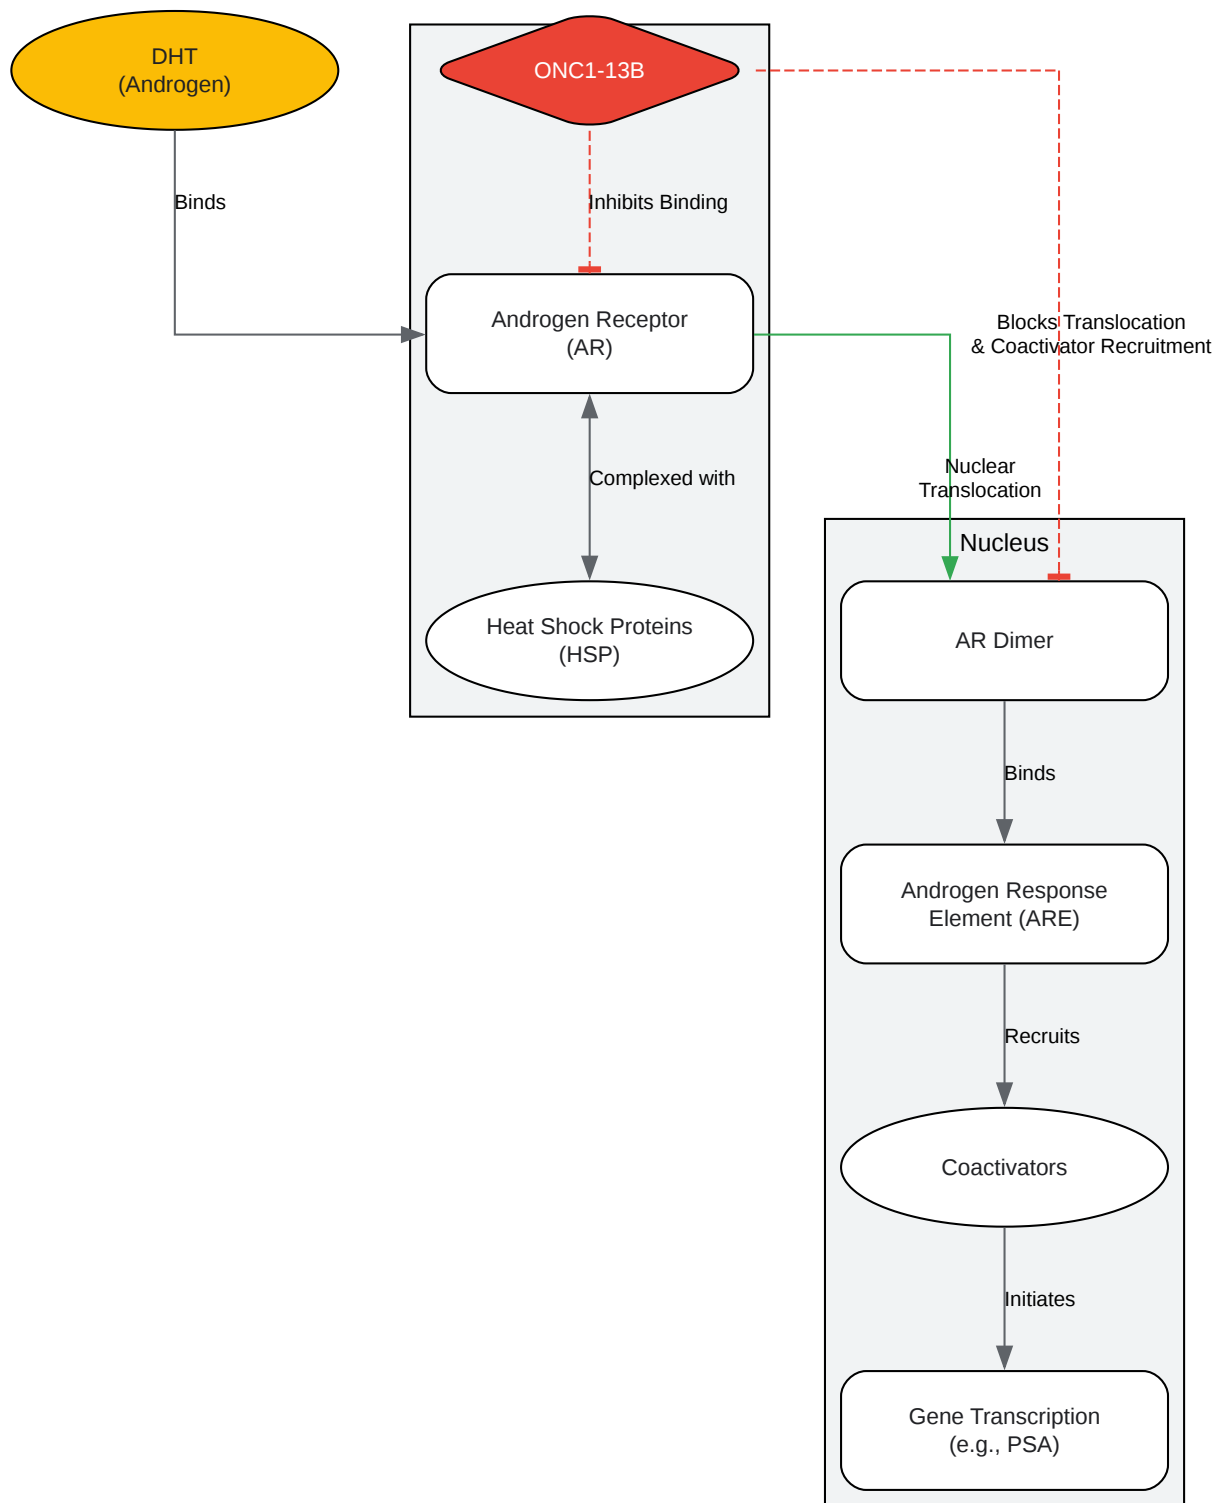 DHT
(Androgen)
ONC1-13B
Binds
Inhibits Binding
Androgen Receptor
(AR)
Blocks Translocation
& Coactivator Recruitment
Complexed with
Nuclear
Translocation
Nucleus
Heat Shock Proteins
(HSP)
AR Dimer
Binds
Androgen Response
Element (ARE)
Recruits
Coactivators
Initiates
Gene Transcription
(e.g., PSA)